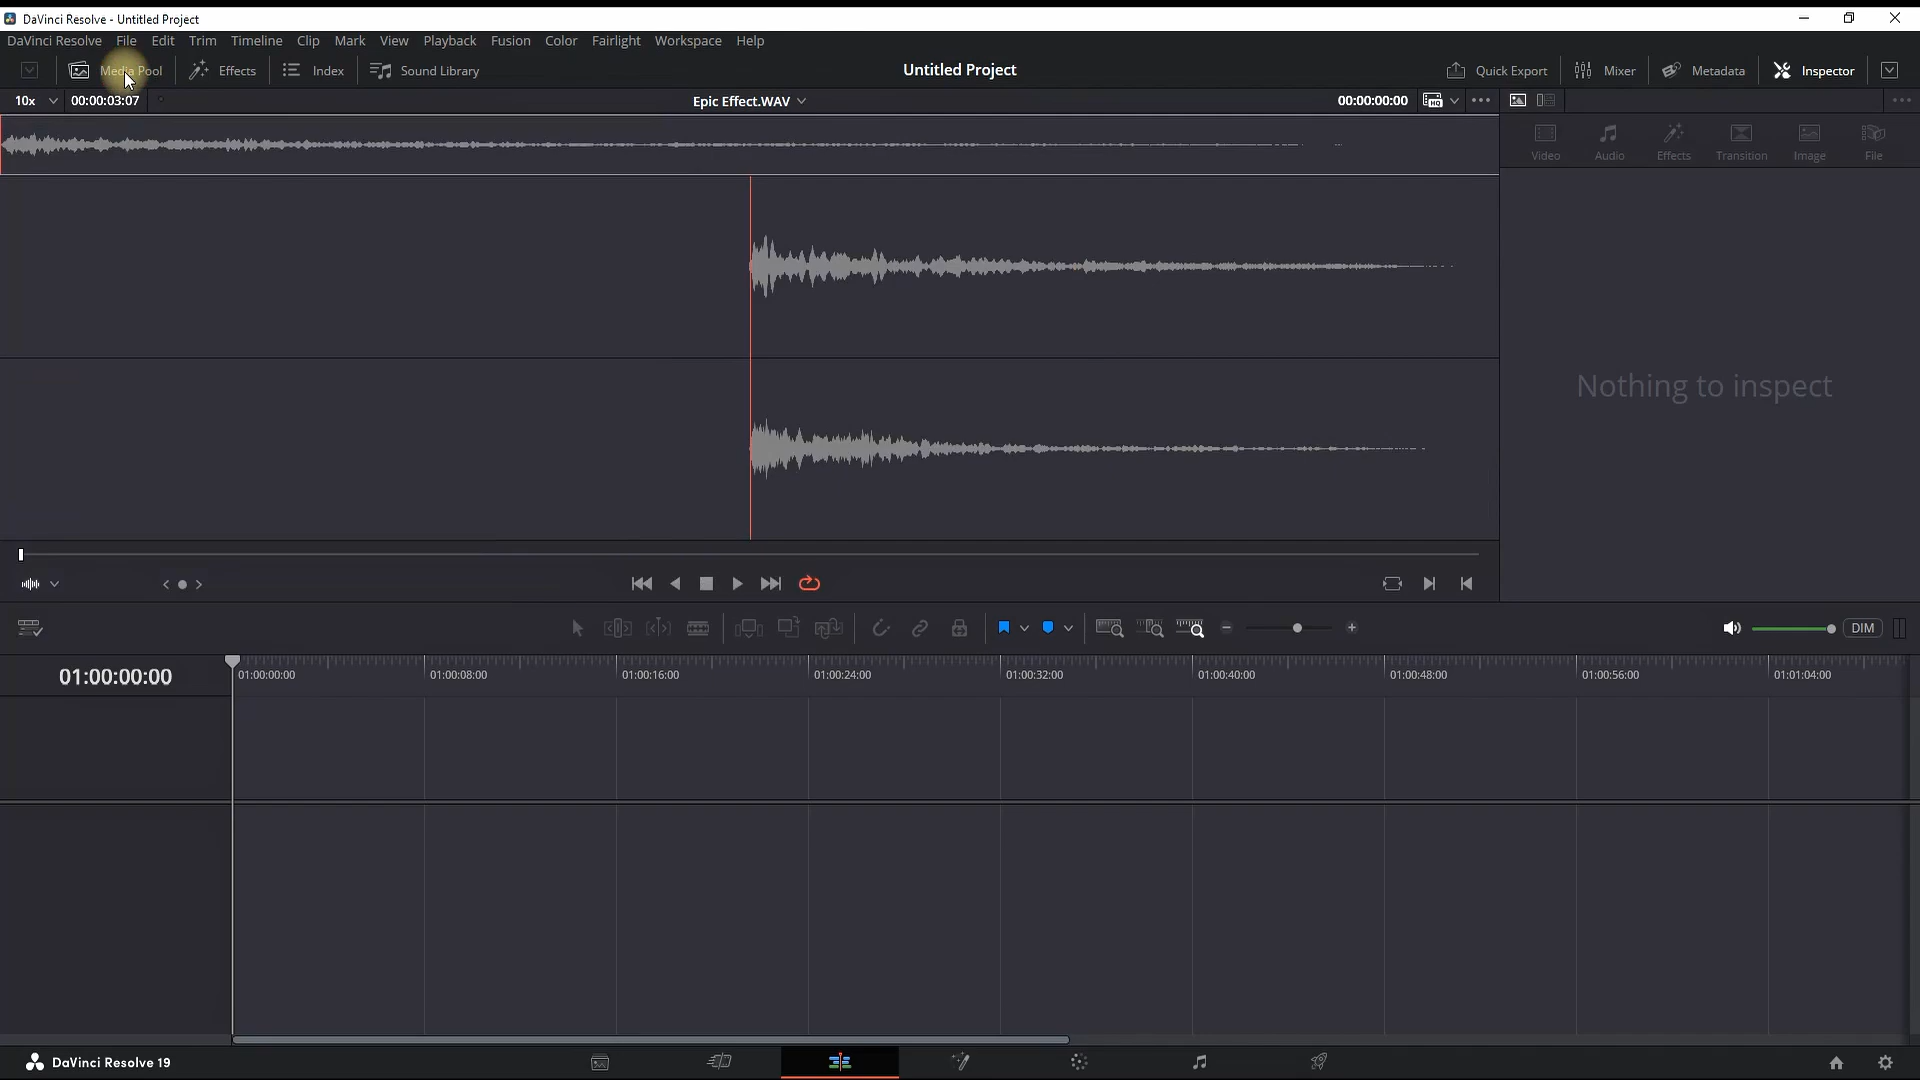 DaVinci Resolve - Untitled Project
DaVinci Resolve File Edit Trim Timeline Clip Mark View Playback Fusion Color Fairlight Workspace Help
Media Pool Effects Index Sound Library Untitled Project Quick Export Mixer Metadata Inspector
10x 00:00:03:07 Epic Effect.WAV 00:00:00:00 HQ
Video Audio Effects Transition Image File
Nothing to inspect
DIM
01:00:00:00 01:00:00:00 01:00:08:00 01:00:16:00 01:00:24:00 01:00:32:00 01:00:40:00 01:00:48:00 01:00:56:00 01:01:04:00
DaVinci Resolve 19